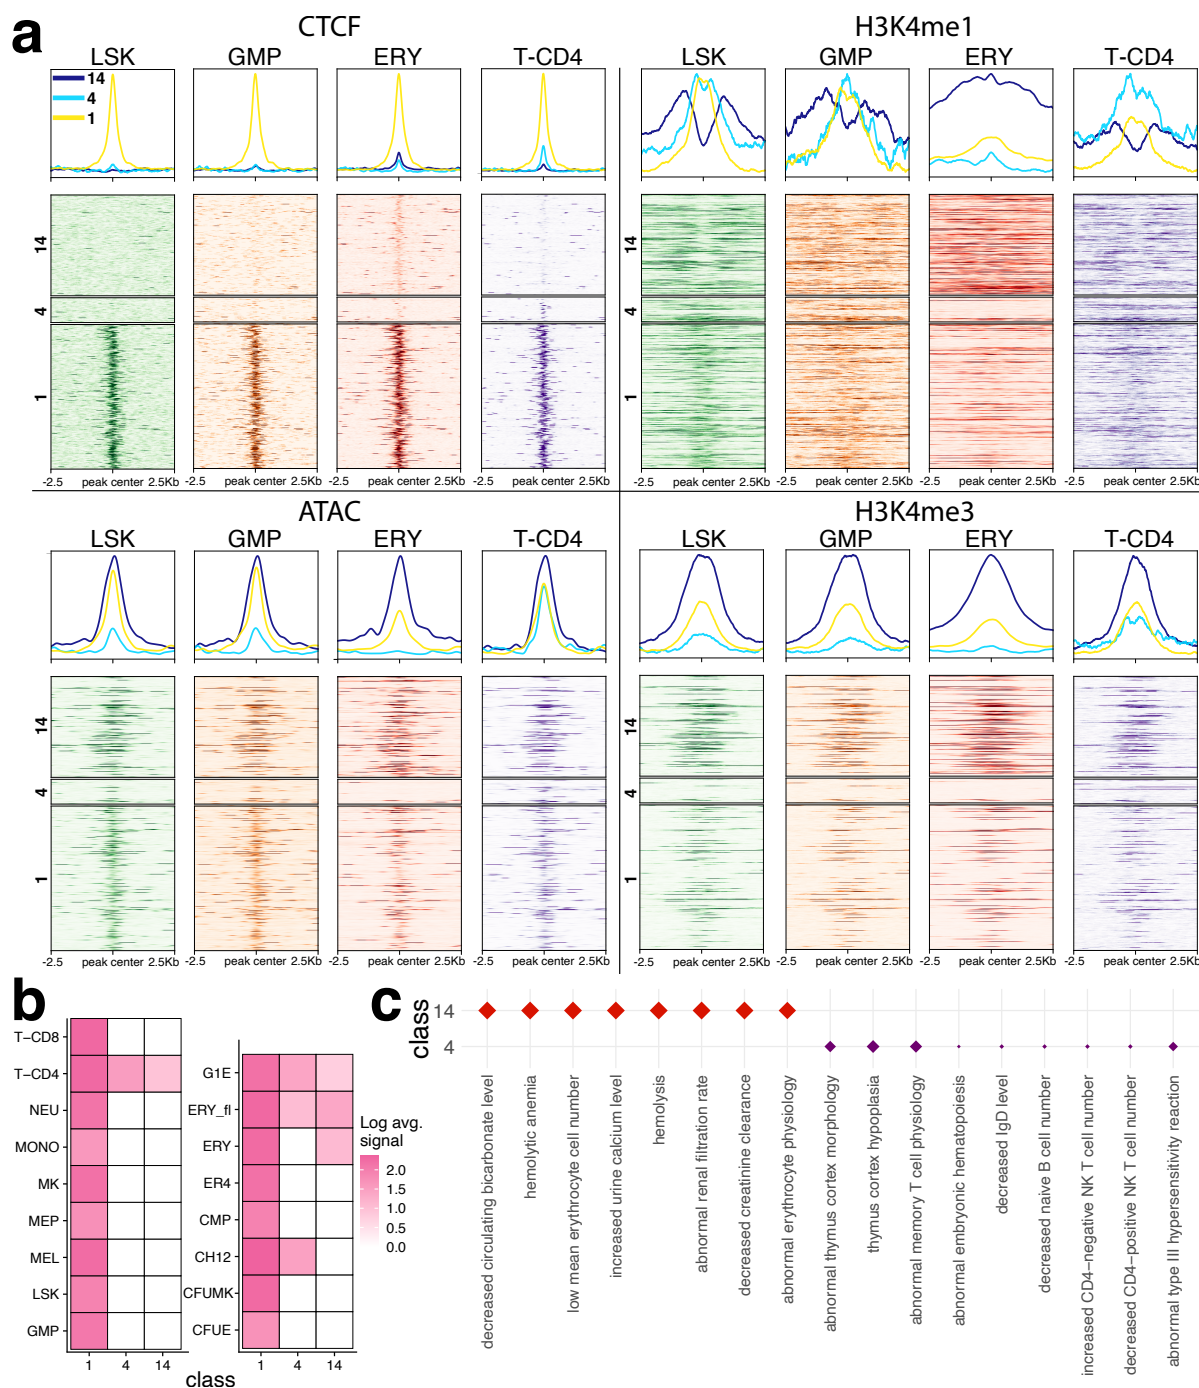 a
CTCF
H3K4me1
LSK GMP ERY T-CD4 LSK GMP ERY T-CD4
14
4
1
14
4
1
14
4
1
-2.5 peak center 2.5Kb -2.5 peak center 2.5Kb -2.5 peak center 2.5Kb -2.5 peak center 2.5Kb -2.5 peak center 2.5Kb -2.5 peak center 2.5Kb -2.5 peak center 2.5Kb -2.5 peak center 2.5Kb
ATAC
H3K4me3
LSK GMP ERY T-CD4 LSK GMP ERY T-CD4
14
4
1
14
4
1
-2.5 peak center 2.5Kb -2.5 peak center 2.5Kb -2.5 peak center 2.5Kb -2.5 peak center 2.5Kb -2.5 peak center 2.5Kb -2.5 peak center 2.5Kb -2.5 peak center 2.5Kb -2.5 peak center 2.5Kb
b
T−CD8
T−CD4
NEU
MONO
MK
MEP
MEL
LSK
GMP
1 4 14
G1E
ERY_fl
ERY
ER4
CMP
CH12
CFUMK
CFUE
1 4 14
class
Log avg.
signal
2.0
1.5
1.0
0.5
0.0
c
class
14
4
decreased circulating bicarbonate level
hemolytic anemia
low mean erythrocyte cell number
increased urine calcium level
hemolysis
abnormal renal filtration rate
decreased creatinine clearance
abnormal erythrocyte physiology
abnormal thymus cortex morphology
thymus cortex hypoplasia
abnormal memory T cell physiology
abnormal embryonic hematopoiesis
decreased IgD level
decreased naive B cell number
increased CD4−negative NK T cell number
decreased CD4−positive NK T cell number
abnormal type III hypersensitivity reaction